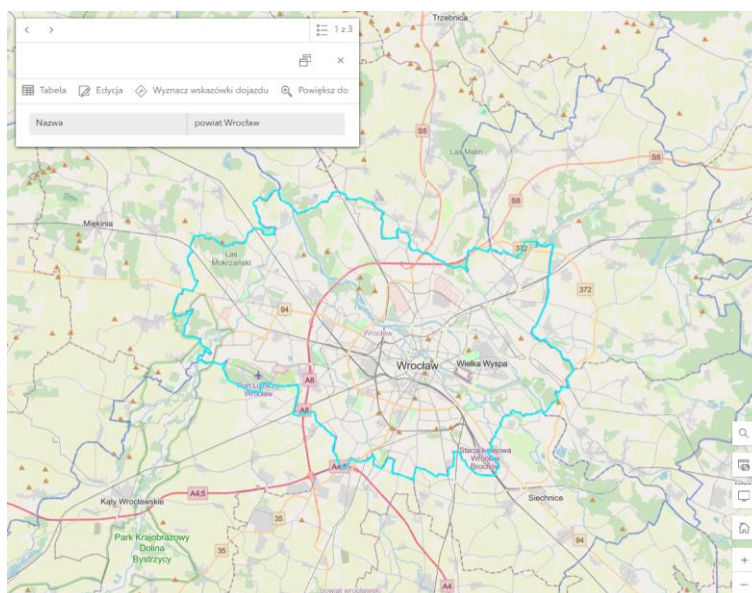 1 z 3
Tabela Edycja Wyznacz wskazówki dojazdu Powiększ do
Nazwa powiat Wrocław
Trzebnica
S5
Las Malin
S8
Miękinia
S8
Las
Mokrzański
372
372
94
Wrocław
Wrocław
Wielka Wyspa
A8
Port Lotniczy
Wrocław
A8
Stacja kolejowa
Wrocław
Brochów
A4;5
Siechnice
Kąty Wrocławskie
35
35
94
Park Krajobrazowy
Dolina
Bystrzycy
A4
powiat wrocławski